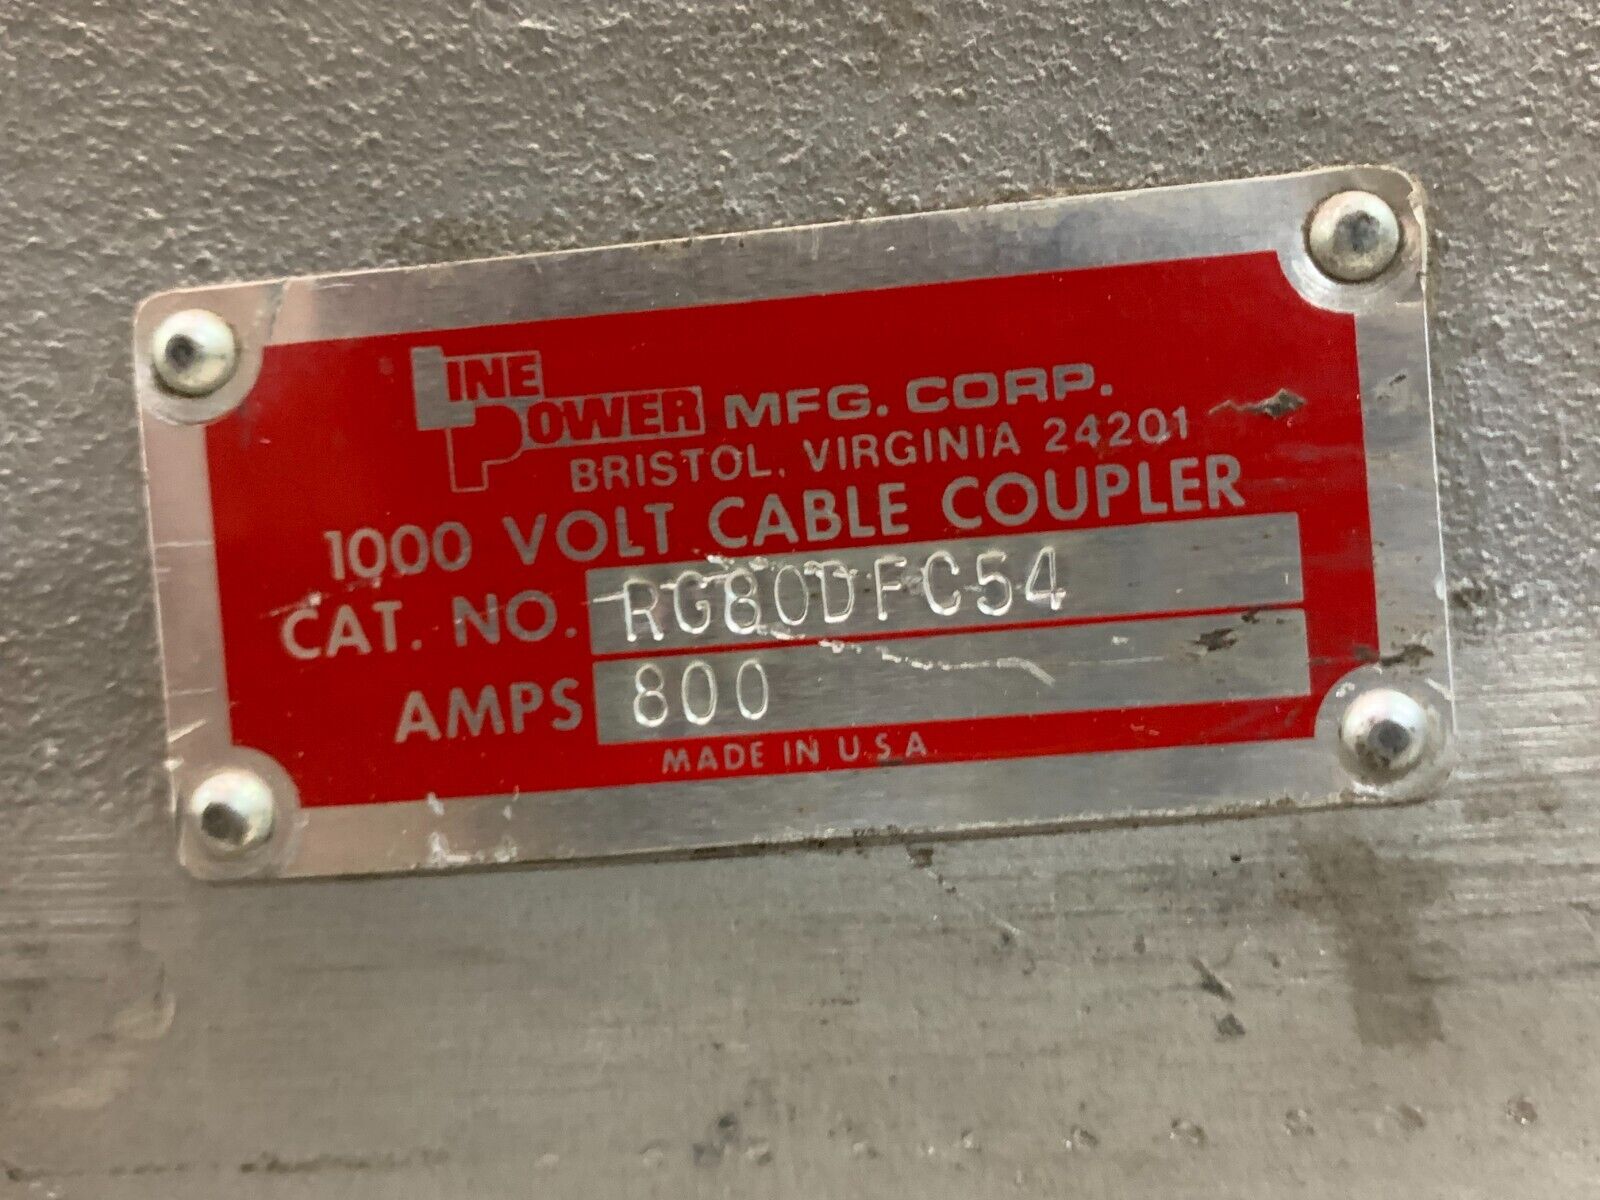 LINE
POWER MFG. CORP.
BRISTOL, VIRGINIA 24201
1000 VOLT CABLE COUPLER
CAT. NO. RG80DFC54
AMPS 800
MADE IN U.S.A.